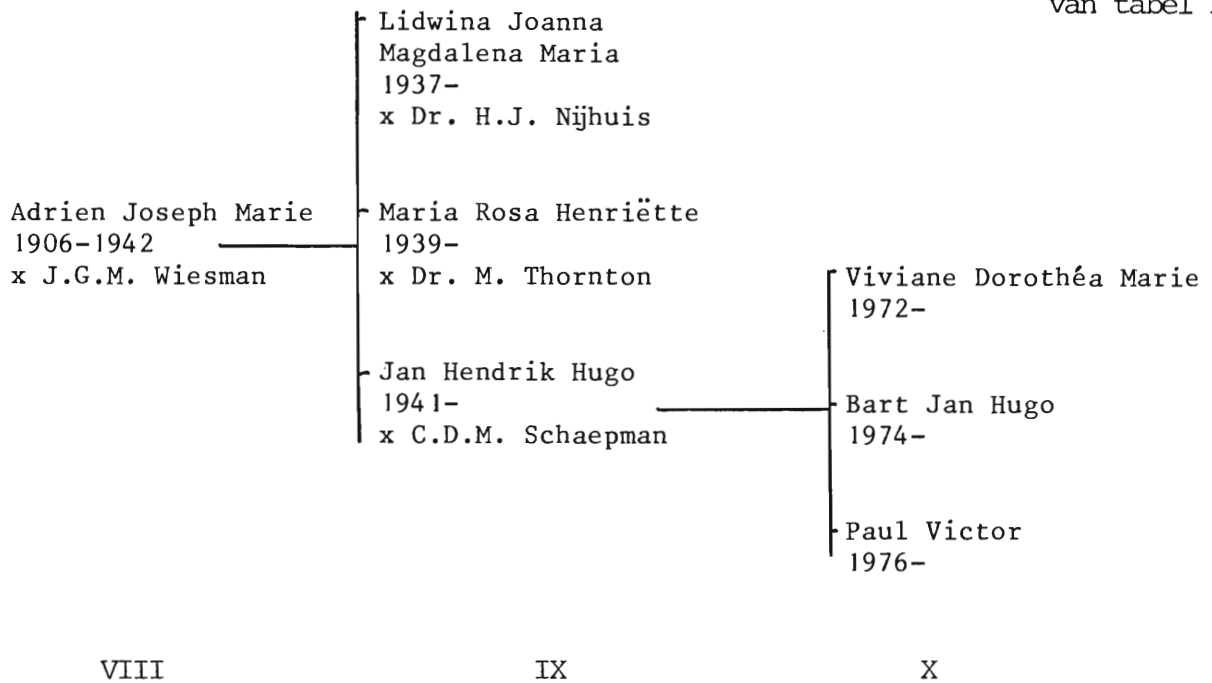 van tabel
Lidwina Joanna
Magdalena Maria
1937-
x Dr. H.J. Nijhuis
Adrien Joseph Marie
1906-1942
x J.G.M. Wiesman
Maria Rosa Henriëtte
1939-
x Dr. M. Thornton
Jan Hendrik Hugo
1941-
x C.D.M. Schaepman
Viviane Dorothéa Marie
1972-
Bart Jan Hugo
1974-
Paul Victor
1976-
VIII IX X